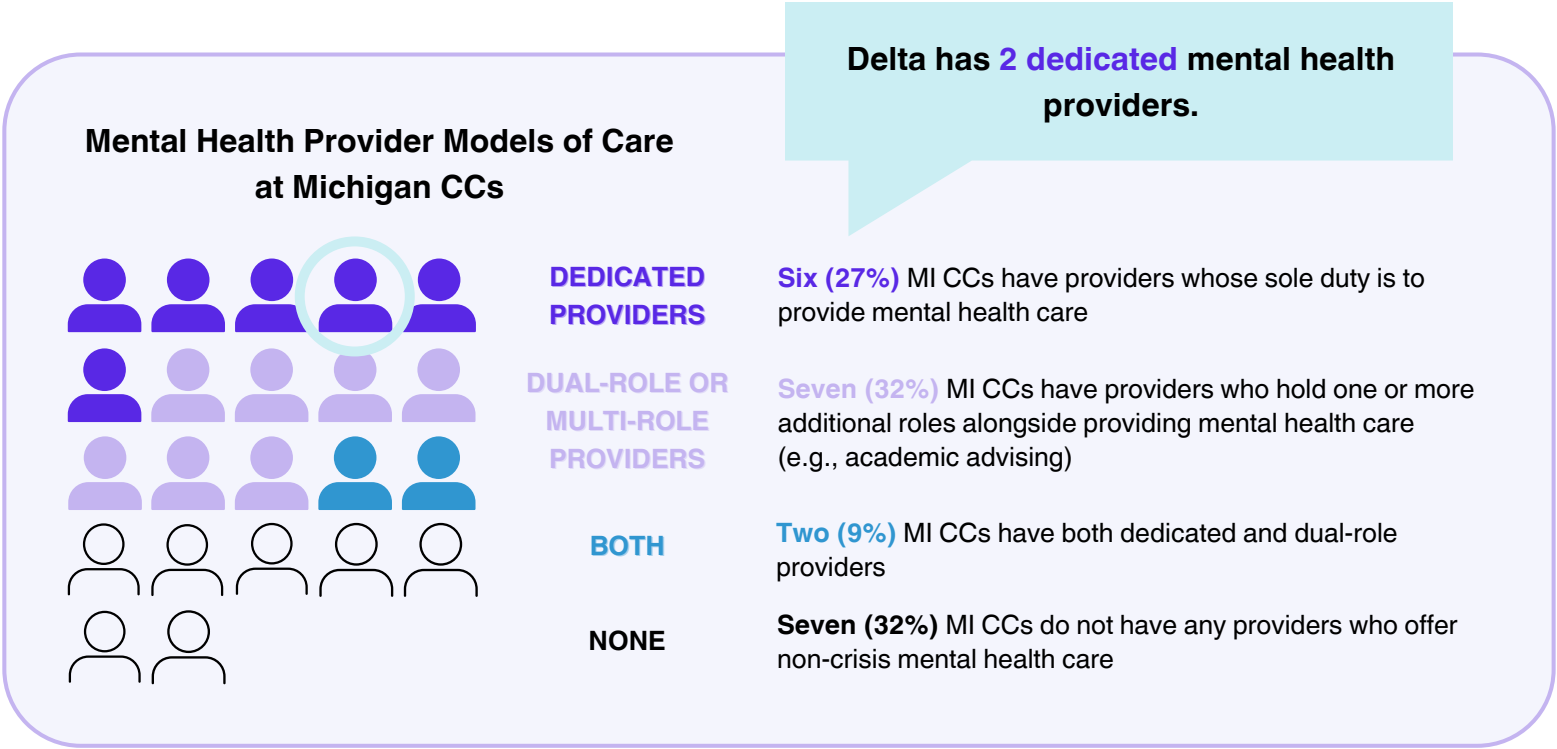 Delta has 2 dedicated mental health
providers.
Mental Health Provider Models of Care
at Michigan CCs
DEDICATED
PROVIDERS
Six (27%) MI CCs have providers whose sole duty is to
provide mental health care
DUAL-ROLE OR
MULTI-ROLE
PROVIDERS
Seven (32%) MI CCs have providers who hold one or more
additional roles alongside providing mental health care
(e.g., academic advising)
BOTH
Two (9%) MI CCs have both dedicated and dual-role
providers
NONE
Seven (32%) MI CCs do not have any providers who offer
non-crisis mental health care